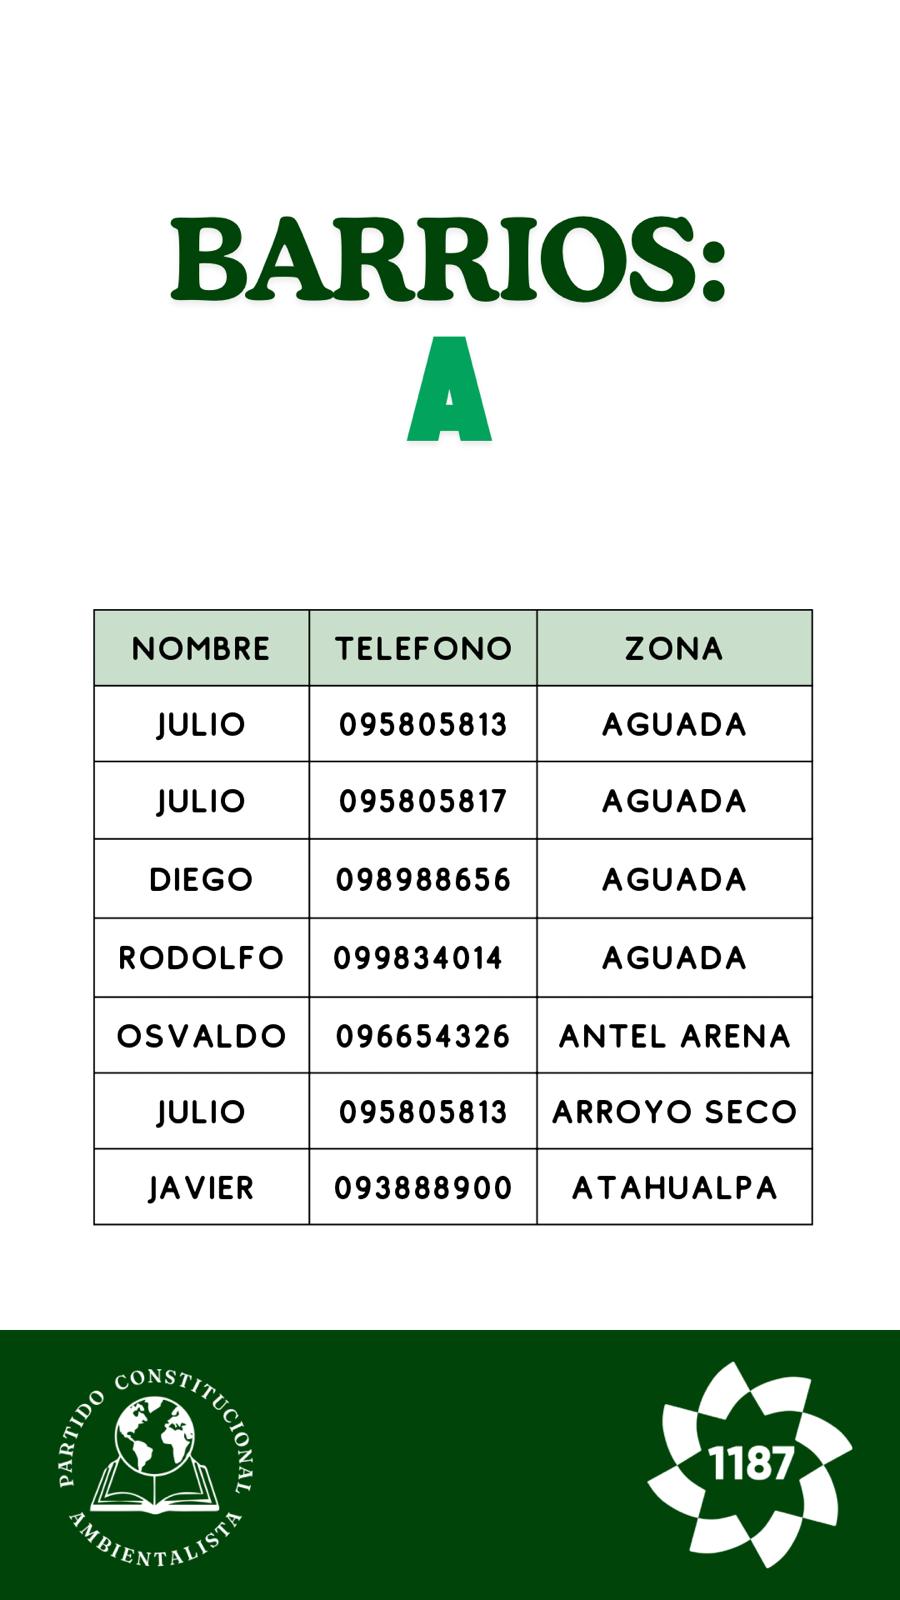 BARRIOS:
A
NOMBRE TELEFONO ZONA
JULIO 095805813 AGUADA
JULIO 095805817 AGUADA
DIEGO 098988656 AGUADA
RODOLFO 099834014 AGUADA
OSVALDO 096654326 ANTEL ARENA
JULIO 095805813 ARROYO SECO
JAVIER 093888900 ATAHUALPA
PARTIDO CONSTITUCIONAL
AMBIENTALISTA
1187